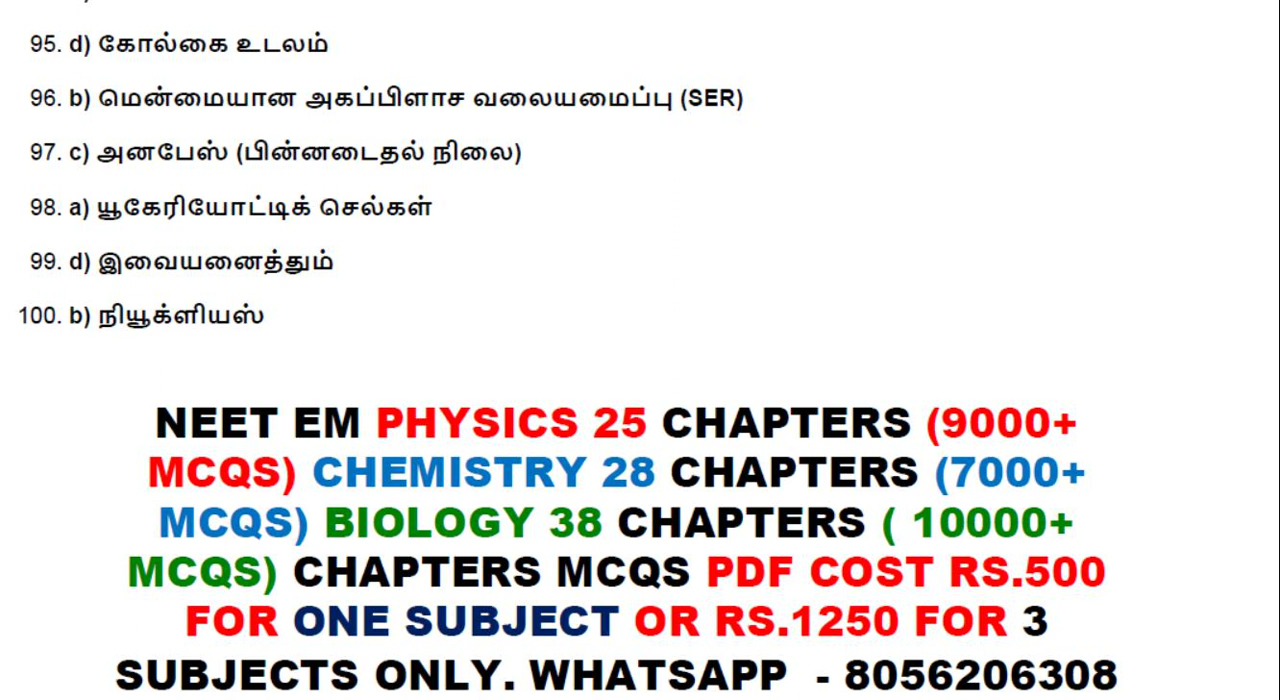 95. d) கோல்கை உடலம்
96. b) மென்மையான அகப்பிளாச வலையமைப்பு (SER)
97. c) அனபேஸ் (பின்னடைதல் நிலை)
98. a) யூகேரியோட்டிக் செல்கள்
99. d) இவையனைத்தும்
100. b) நியூக்ளியஸ்
NEET EM PHYSICS 25 CHAPTERS (9000+
MCQS) CHEMISTRY 28 CHAPTERS (7000+
MCQS) BIOLOGY 38 CHAPTERS ( 10000+
MCQS) CHAPTERS MCQS PDF COST RS.500
FOR ONE SUBJECT OR RS.1250 FOR 3
SUBJECTS ONLY. WHATSAPP - 8056206308